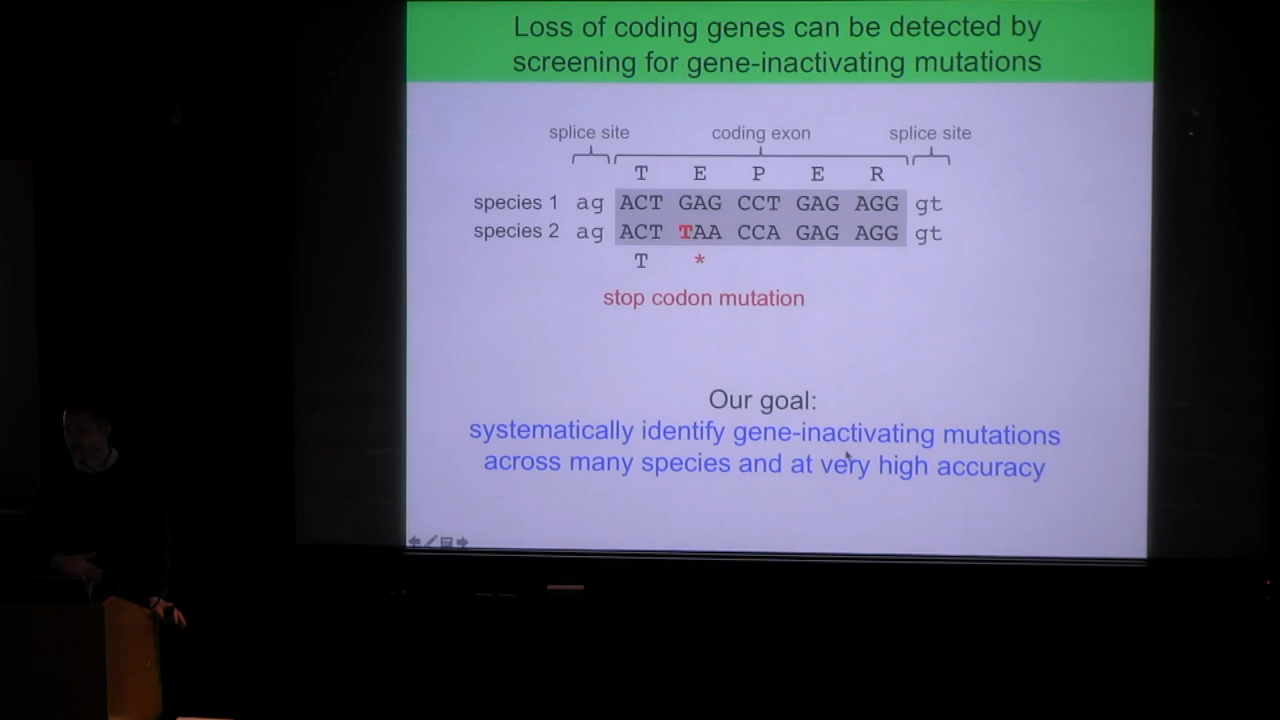 Loss of coding genes can be detected by
screening for gene-inactivating mutations
splice site coding exon splice site
T E P E R
species 1 ag ACT GAG CCT GAG AGG gt
species 2 ag ACT TAA CCA GAG AGG gt
T *
stop codon mutation
Our goal:
systematically identify gene-inactivating mutations
across many species and at very high accuracy